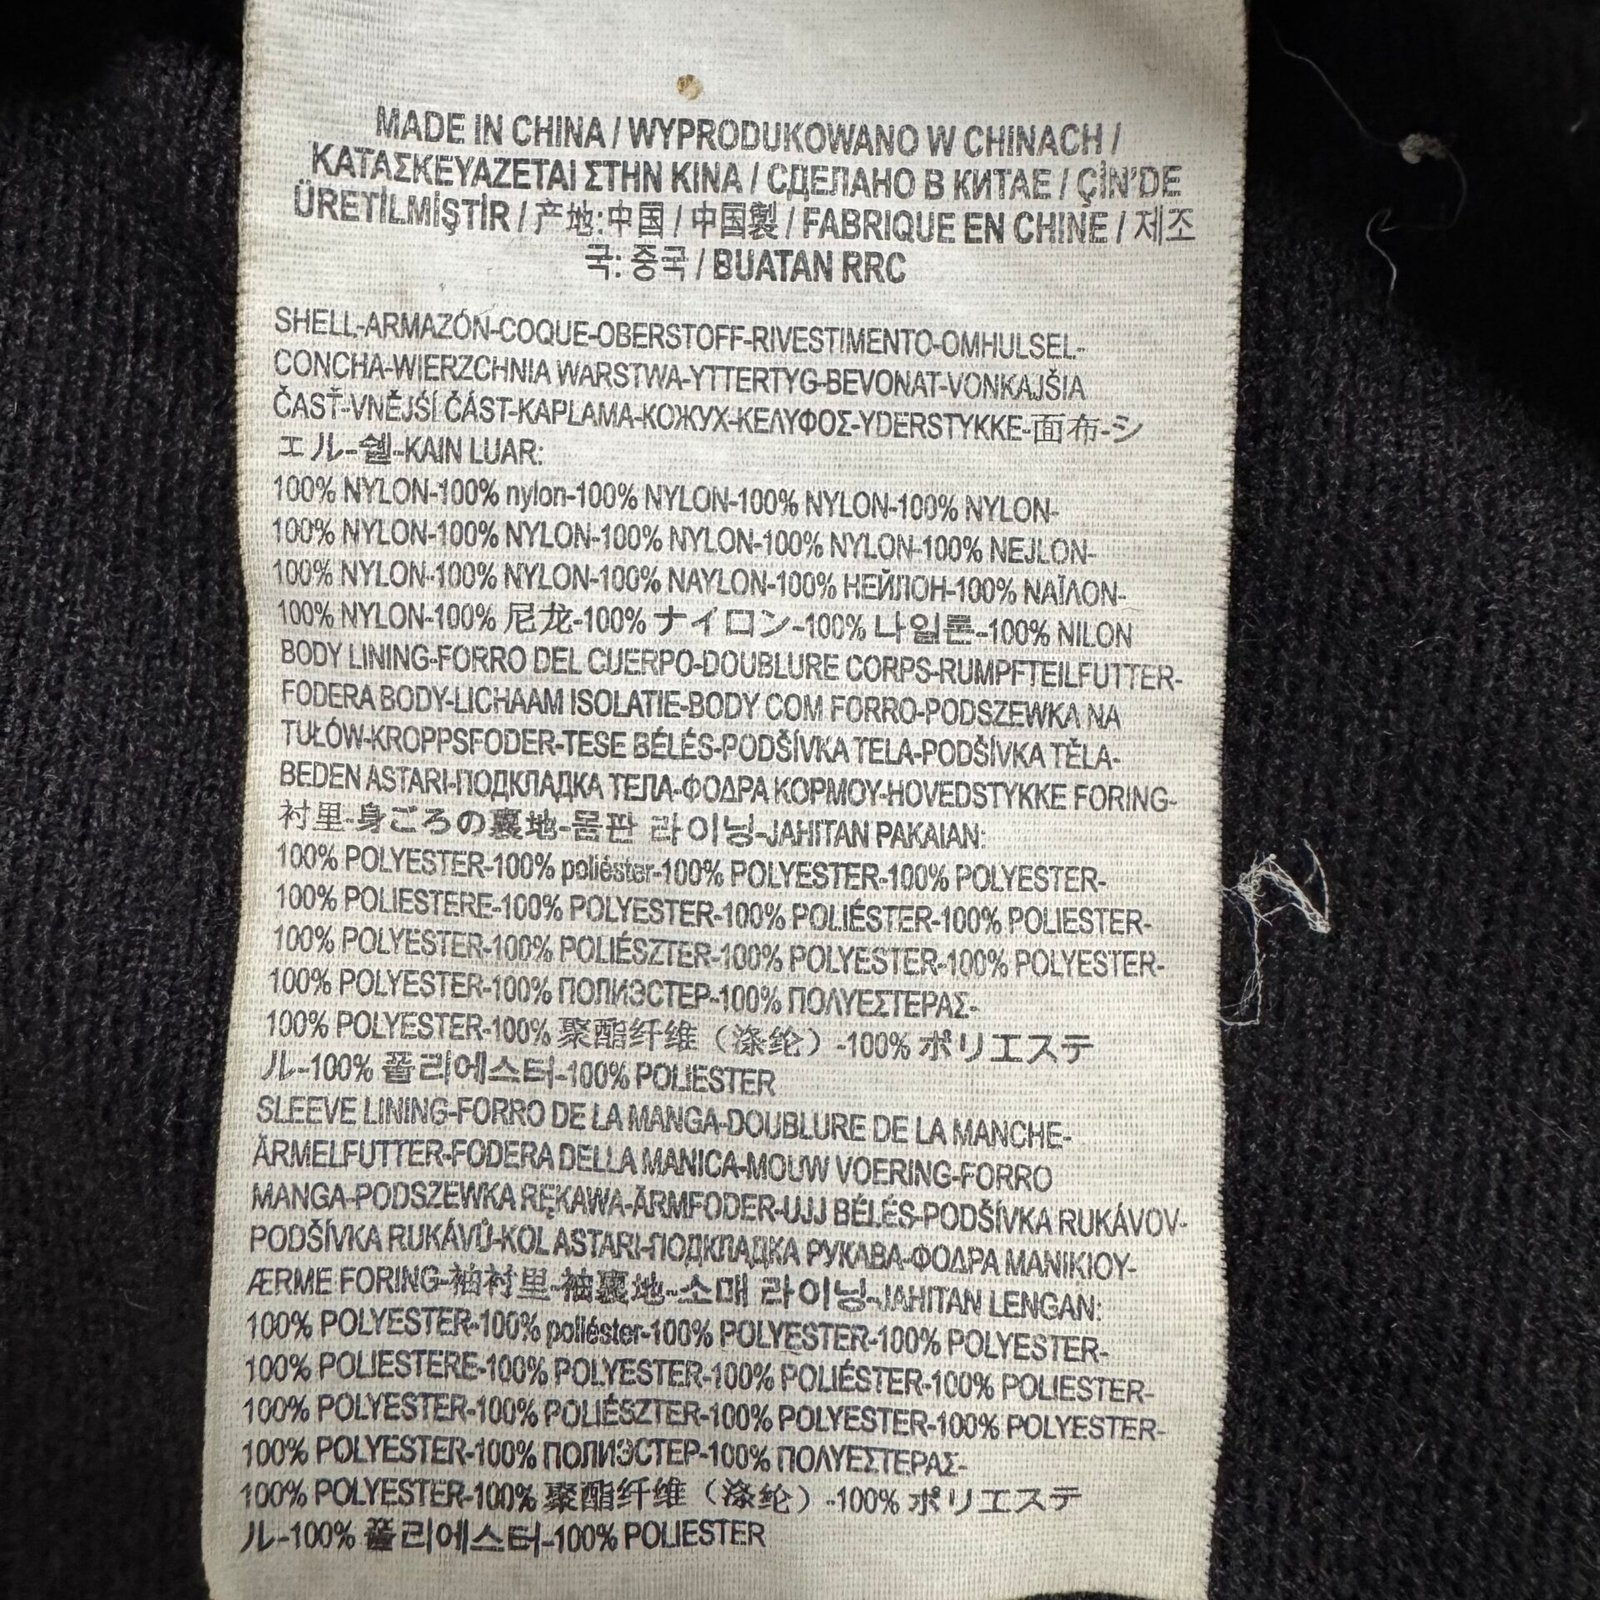 MADE IN CHINA / WYPRODUKOWANO W CHINACH /
ΚΑΤΑΣΚΕΥΑΖΕΤΑΙ ΣΤΗΝ ΚΙΝΑ / СДЕЛАНО В КИТАЕ / ÇİN'DE
ÜRETİLMİŞTİR / 产地:中国 / 中国製 / FABRIQUE EN CHINE / 제조
국: 중국 / BUATAN RRC
SHELL-ARMAZÓN-COQUE-OBERSTOFF-RIVESTIMENTO-OMHULSEL-
CONCHA-WIERZCHNIA WARSTWA-YTTERTYG-BEVONAT-VONKAJŠIA
ČASŤ-VNĚJŚÍ ČÁST-KAPLAMA-КОЖУХ-ΚΕΛΥΦΟΣ-YDERSTYKKE-面布-シ
ェル-쉘-KAIN LUAR:
100% NYLON-100% nylon-100% NYLON-100% NYLON-100% NYLON-
100% NYLON-100% NYLON-100% NYLON-100% NYLON-100% NEJLON-
100% NYLON-100% NYLON-100% NAYLON-100% НЕЙЛОН-100% ΝΑΪΛΟΝ-
100% NYLON-100% 尼龙-100% ナイロン-100% 나일론-100% NILON
BODY LINING-FORRO DEL CUERPO-DOUBLURE CORPS-RUMPFTEILFUTTER-
FODERA BODY-LICHAAM ISOLATIE-BODY COM FORRO-PODSZEWKA NA
TUŁÓW-KROPPSFODER-TESE BÉLÉS-PODŠÍVKA TELA-PODŠÍVKA TĚLA-
BEDEN ASTARI-ПОДКЛАДКА ТЕЛА-ΦΟΔΡΑ ΚΟΡΜΟΥ-HOVEDSTYKKE FORING-
衬里-身ごろの裏地-몸판 라이닝-JAHITAN PAKAIAN:
100% POLYESTER-100% poliéster-100% POLYESTER-100% POLYESTER-
100% POLIESTERE-100% POLYESTER-100% POLIÉSTER-100% POLIESTER-
100% POLYESTER-100% POLIÉSZTER-100% POLYESTER-100% POLYESTER-
100% POLYESTER-100% ПОЛИЭСТЕР-100% ΠΟΛΥΕΣΤΕΡΑΣ-
100% POLYESTER-100% 聚酯纤维（涤纶）-100% ポリエステ
ル-100% 폴리에스터-100% POLIESTER
SLEEVE LINING-FORRO DE LA MANGA-DOUBLURE DE LA MANCHE-
ÄRMELFUTTER-FODERA DELLA MANICA-MOUW VOERING-FORRO
MANGA-PODSZEWKA RĘKAWA-ÄRMFODER-UJJ BÉLÉS-PODŠÍVKA RUKÁVOV-
PODŠÍVKA RUKÁVŮ-KOL ASTARI-ПОДКЛАДКА РУКАВА-ΦΟΔΡΑ ΜΑΝΙΚΙΟΥ-
ÆRME FORING-袖衬里-袖裏地-소매 라이닝-JAHITAN LENGAN:
100% POLYESTER-100% poliéster-100% POLYESTER-100% POLYESTER-
100% POLIESTERE-100% POLYESTER-100% POLIÉSTER-100% POLIESTER-
100% POLYESTER-100% POLIÉSZTER-100% POLYESTER-100% POLYESTER-
100% POLYESTER-100% ПОЛИЭСТЕР-100% ΠΟΛΥΕΣΤΕΡΑΣ-
100% POLYESTER-100% 聚酯纤维（涤纶）-100% ポリエステ
ル-100% 폴리에스터-100% POLIESTER